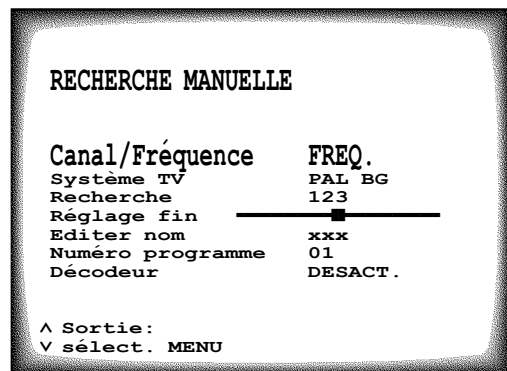 RECHERCHE MANUELLE
Canal/Fréquence FREQ.
Système TV PAL BG
Recherche 123
Réglage fin
Editer nom xxx
Numéro programme 01
Décodeur DESACT.
∧ Sortie:
∨ sélect. MENU